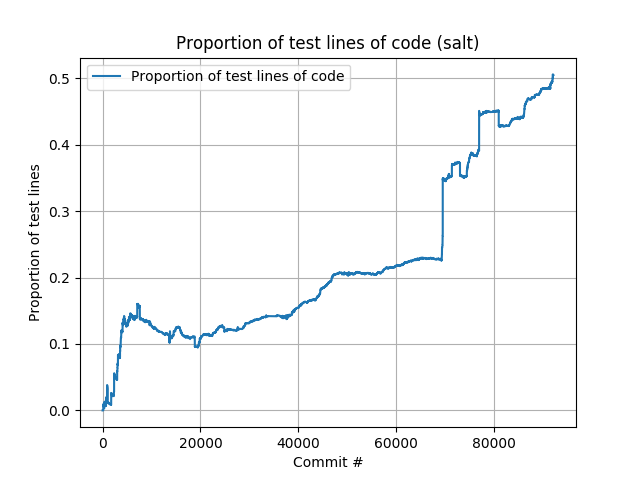 Proportion of test lines of code (salt)
Proportion of test lines of code
Proportion of test lines
0.5
0.4
0.3
0.2
0.1
0.0
0 20000 40000 60000 80000
Commit #